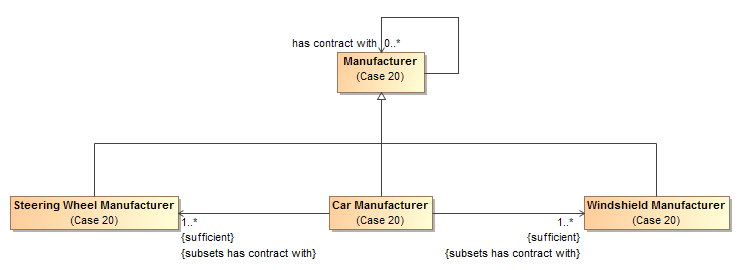 has contract with 0..*
Manufacturer
(Case 20)
Steering Wheel Manufacturer
(Case 20)
Car Manufacturer
(Case 20)
Windshield Manufacturer
(Case 20)
1..*
{sufficient}
{subsets has contract with}
1..*
{sufficient}
{subsets has contract with}